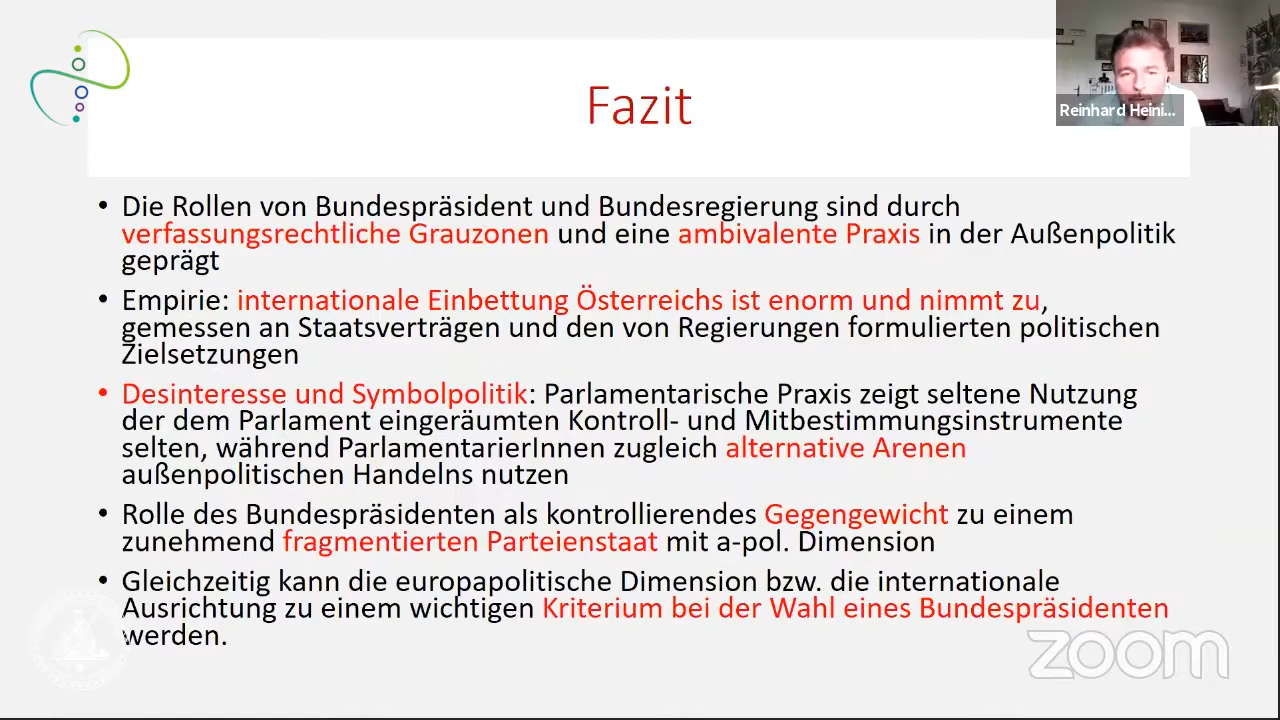 Fazit
Reinhard Heini...
• Die Rollen von Bundespräsident und Bundesregierung sind durch
verfassungsrechtliche Grauzonen und eine ambivalente Praxis in der Außenpolitik
geprägt
• Empirie: internationale Einbettung Österreichs ist enorm und nimmt zu,
gemessen an Staatsverträgen und den von Regierungen formulierten politischen
Zielsetzungen
• Desinteresse und Symbolpolitik: Parlamentarische Praxis zeigt seltene Nutzung
der dem Parlament eingeräumten Kontroll- und Mitbestimmungsinstrumente
selten, während ParlamentarierInnen zugleich alternative Arenen
außenpolitischen Handelns nutzen
• Rolle des Bundespräsidenten als kontrollierendes Gegengewicht zu einem
zunehmend fragmentierten Parteienstaat mit a-pol. Dimension
• Gleichzeitig kann die europapolitische Dimension bzw. die internationale
Ausrichtung zu einem wichtigen Kriterium bei der Wahl eines Bundespräsidenten
werden.
zoom